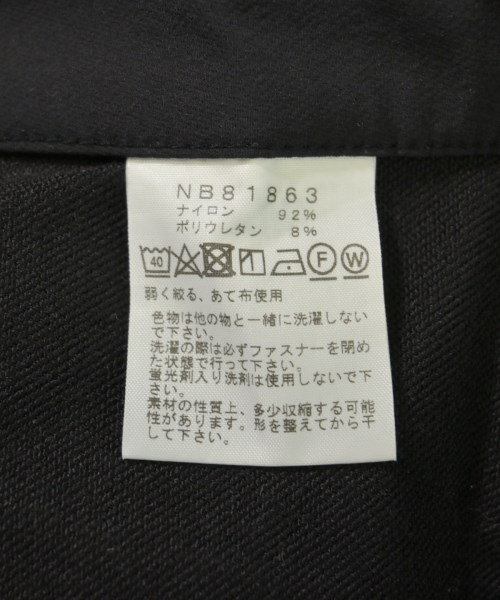 NB81863
ナイロン 92%
ポリウレタン 8%
40 F W
弱く絞る、あて布使用
色物は他の物と一緒に洗濯しない
で下さい。
洗濯の際は必ずファスナーを閉め
た状態で行って下さい。
蛍光剤入り洗剤は使用しないで下
さい。
素材の性質上、多少収縮する可能
性があります。形を整えてから干
して下さい。